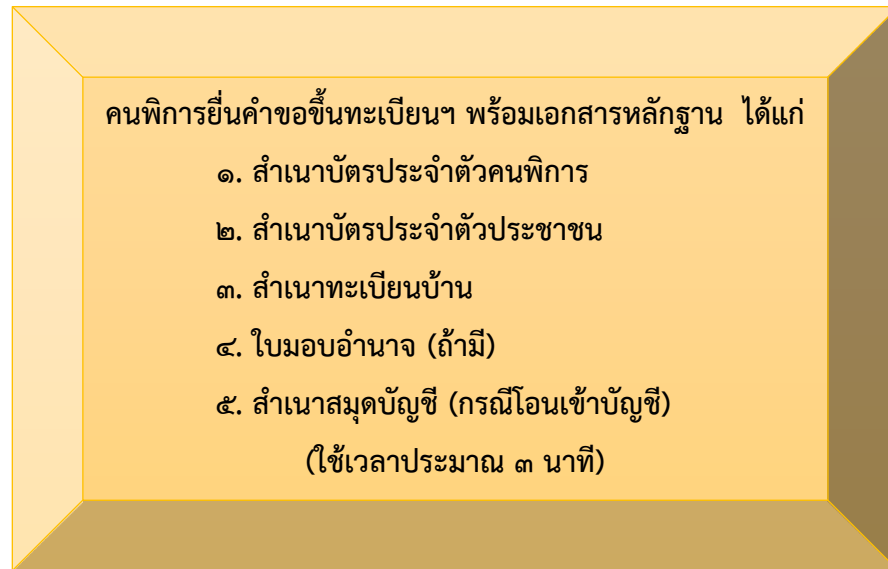 คนพิการยื่นคำขอขึ้นทะเบียนฯ พร้อมเอกสารหลักฐาน ได้แก่
๑. สำเนาบัตรประจำตัวคนพิการ
๒. สำเนาบัตรประจำตัวประชาชน
๓. สำเนาทะเบียนบ้าน
๔. ใบมอบอำนาจ (ถ้ามี)
๕. สำเนาสมุดบัญชี (กรณีโอนเข้าบัญชี)
(ใช้เวลาประมาณ ๓ นาที)